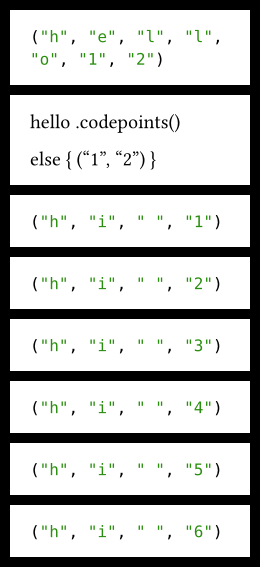 ("h", "e", "l", "l",
"o", "1", "2")
hello .codepoints()
else { (“1”, “2”) }
("h", "i", " ", "1")
("h", "i", " ", "2")
("h", "i", " ", "3")
("h", "i", " ", "4")
("h", "i", " ", "5")
("h", "i", " ", "6")